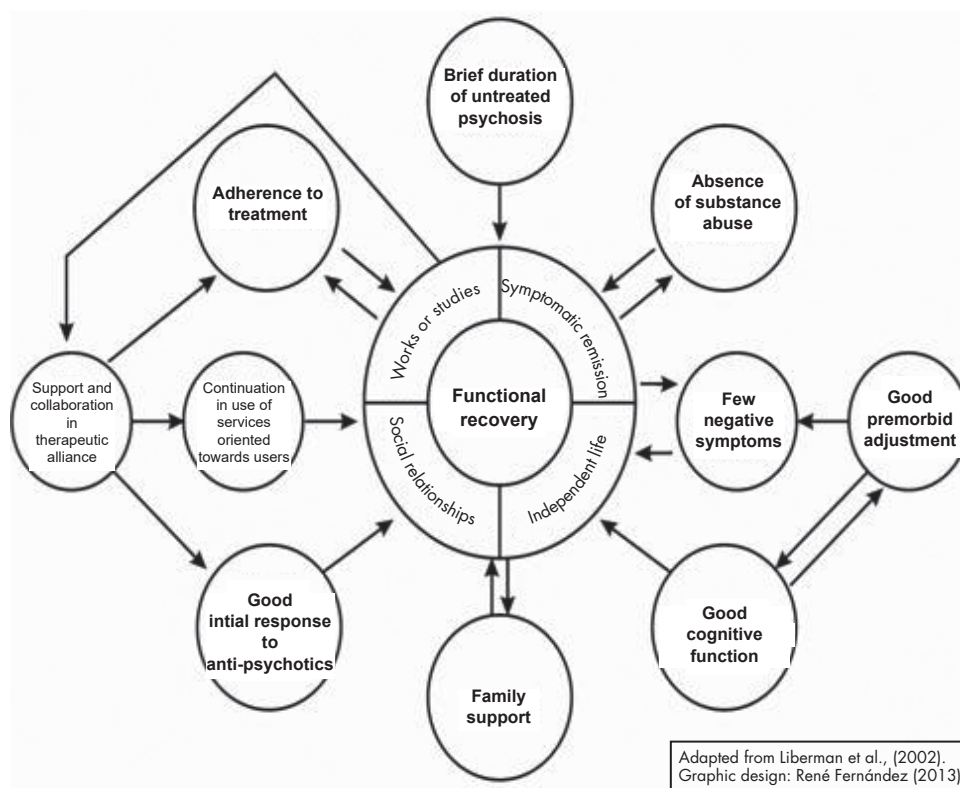 Brief duration
of untreated
psychosis
Adherence to
treatment
Absence
of substance
abuse
Works or studies
Symptomatic remission
Functional
recovery
Social relationships
Independent life
Support and
collaboration
in
therapeutic
alliance
Continuation
in use of
services
oriented
towards users
Few
negative
symptoms
Good
premorbid
adjustment
Good
intial response
to
anti-psychotics
Family
support
Good
cognitive
function
Adapted from Liberman et al., (2002).
Graphic design: René Fernández (2013)